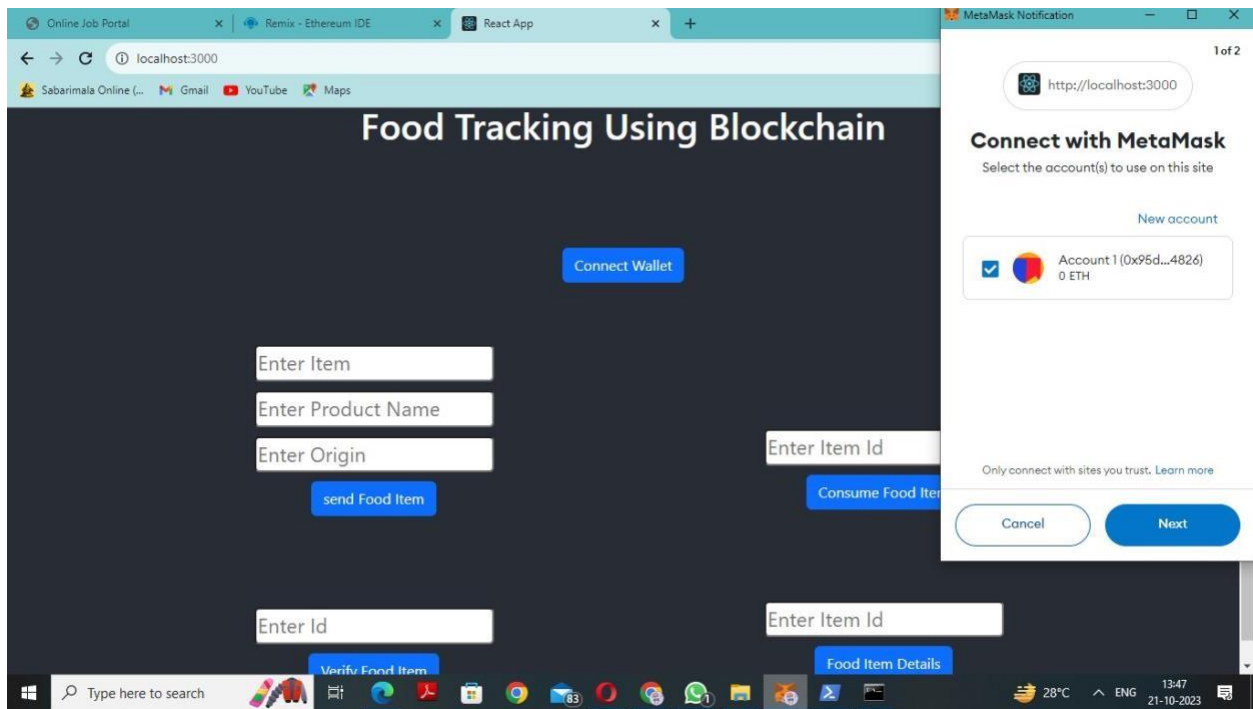 Online Job Portal
Remix - Ethereum IDE
React App
MetaMask Notification
localhost:3000
Sabarimala Online (...
Gmail
YouTube
Maps
1 of 2
http://localhost:3000
Connect with MetaMask
Select the account(s) to use on this site
New account
Account 1 (0x95d...4826)
0 ETH
Only connect with sites you trust. Learn more
Cancel
Next
Food Tracking Using Blockchain
Connect Wallet
Enter Item
Enter Product Name
Enter Origin
send Food Item
Enter Item Id
Consume Food Iter
Enter Id
Verify Food Item
Enter Item Id
Food Item Details
Type here to search
83
1
28°C
ENG
13:47
21-10-2023